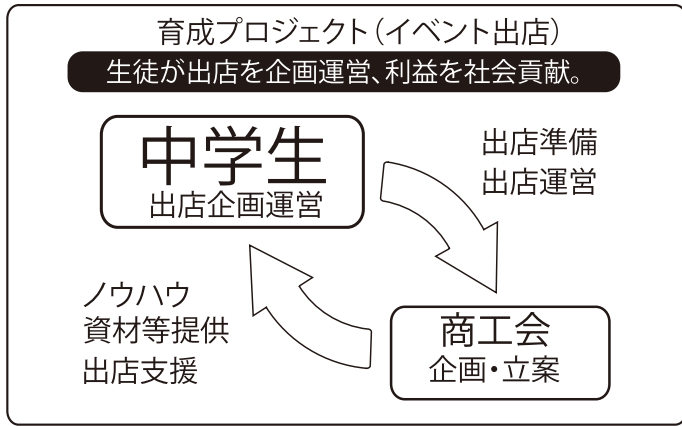 育成プロジェクト（イベント出店）
生徒が出店を企画運営、利益を社会貢献。
中学生
出店企画運営
出店準備
出店運営
ノウハウ
資材等提供
出店支援
商工会
企画・立案